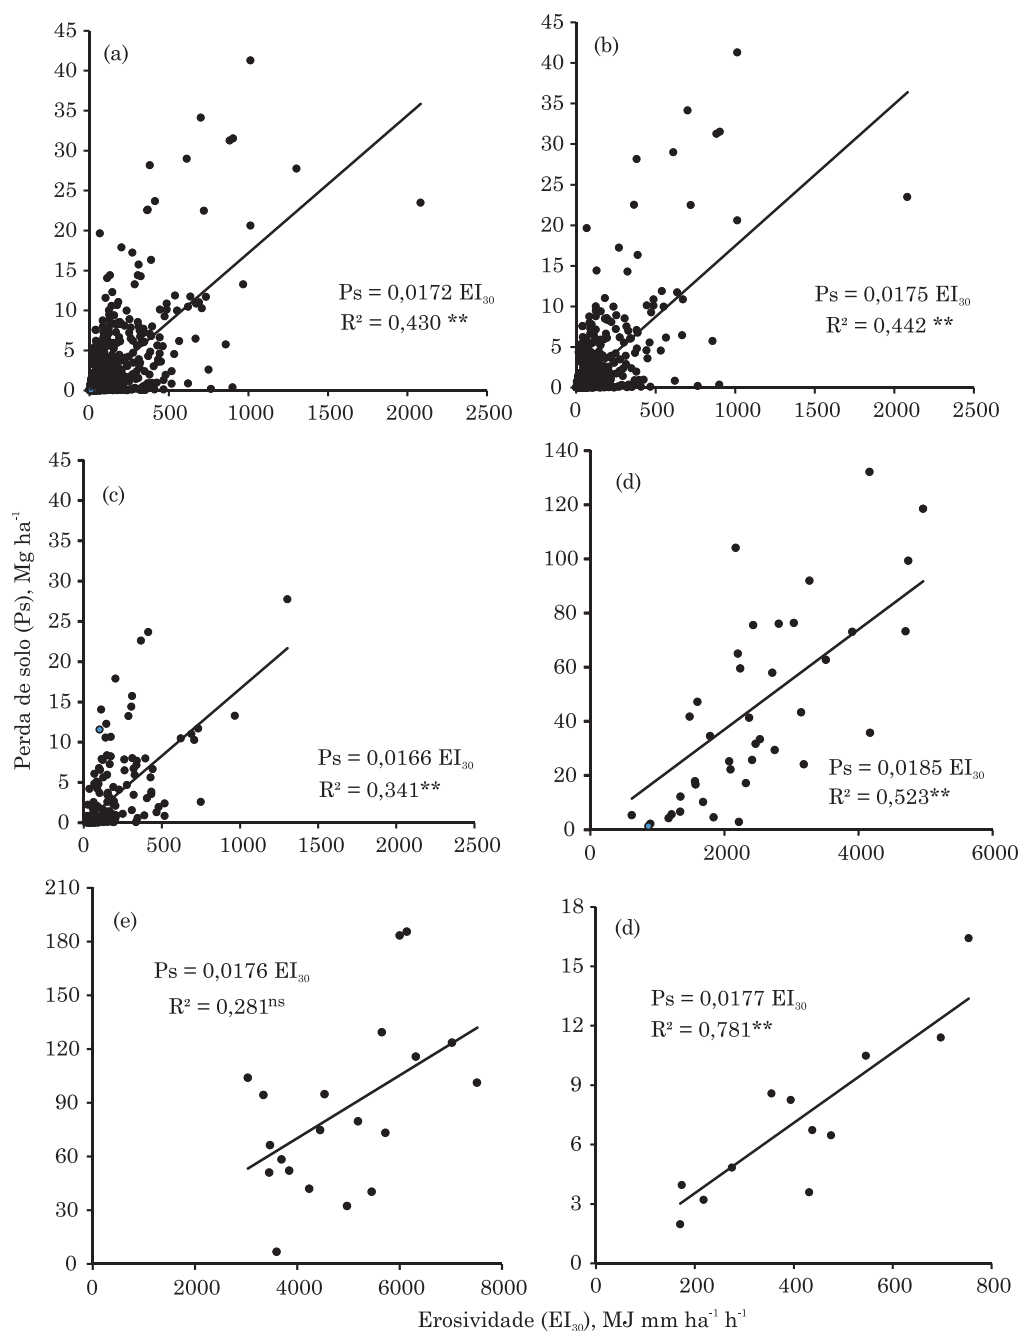 Perda de solo (Ps), Mg ha⁻¹
(a)
45
40
35
30
25
20
15
10
5
0
Ps = 0,0172 EI₃₀
R² = 0,430 **
0 500 1000 1500 2000 2500
(b)
45
40
35
30
25
20
15
10
5
0
Ps = 0,0175 EI₃₀
R² = 0,442 **
0 500 1000 1500 2000 2500
(c)
45
40
35
30
25
20
15
10
5
0
Ps = 0,0166 EI₃₀
R² = 0,341**
0 500 1000 1500 2000 2500
(d)
140
120
100
80
60
40
20
0
Ps = 0,0185 EI₃₀
R² = 0,523**
0 2000 4000 6000
(e)
210
180
150
120
90
60
30
0
Ps = 0,0176 EI₃₀
R² = 0,281ⁿˢ
0 2000 4000 6000 8000
(d)
18
15
12
9
6
3
0
Ps = 0,0177 EI₃₀
R² = 0,781**
0 200 400 600 800
Erosividade (EI₃₀), MJ mm ha⁻¹ h⁻¹